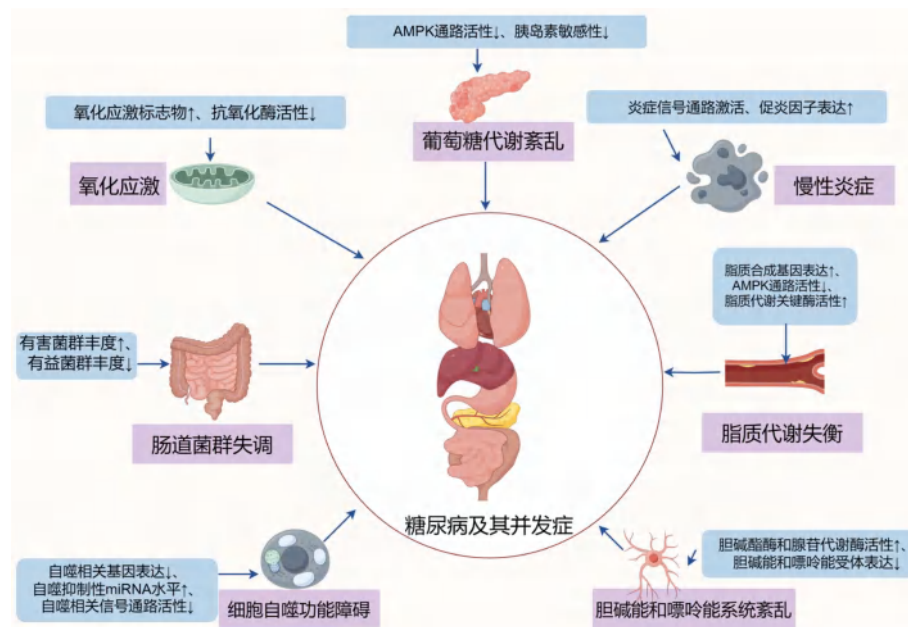 AMPK通路活性↓、胰岛素敏感性↓
葡萄糖代谢紊乱
氧化应激标志物↑、抗氧化酶活性↓
氧化应激
炎症信号通路激活、促炎因子表达↑
慢性炎症
脂质合成基因表达↑、
AMPK通路活性↓、
脂质代谢关键酶活性↑
脂质代谢失衡
有害菌群丰度↑、
有益菌群丰度↓
肠道菌群失调
糖尿病及其并发症
自噬相关基因表达↓、
自噬抑制性miRNA水平↑、
自噬相关信号通路活性↓
细胞自噬功能障碍
胆碱酯酶和腺苷代谢酶活性↑、
胆碱能和嘌呤能受体表达↓
胆碱能和嘌呤能系统紊乱